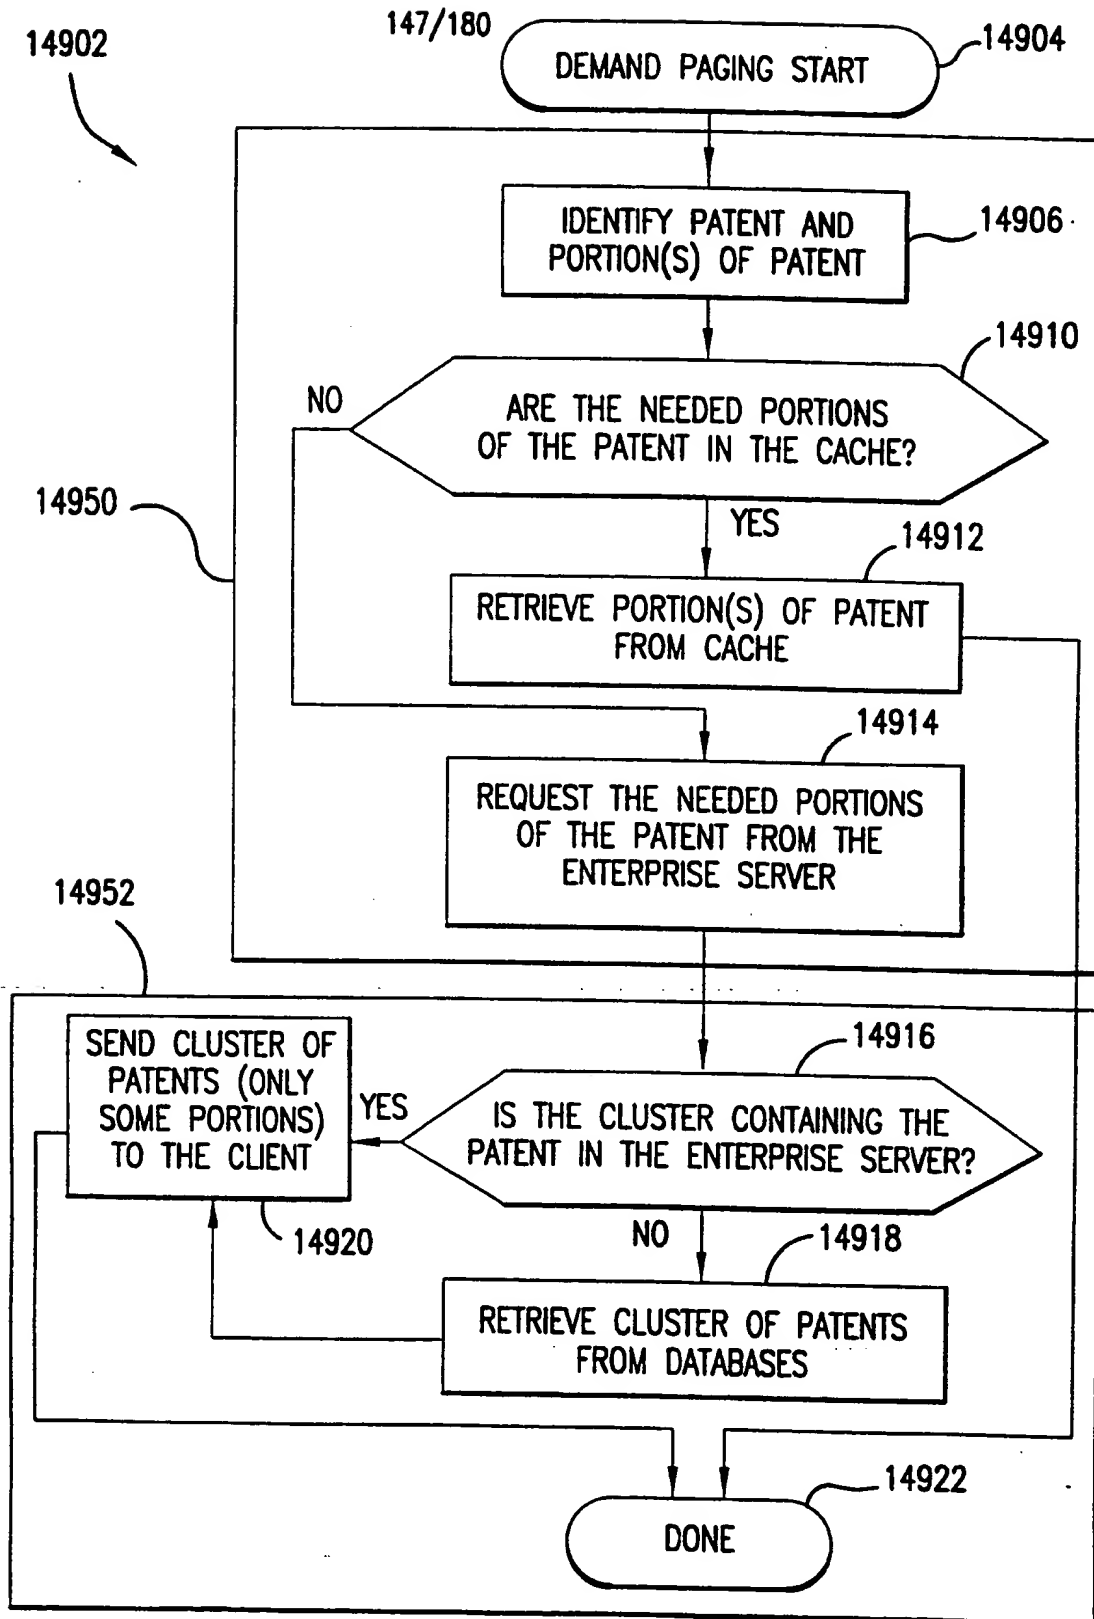 147/180
14902
DEMAND PAGING START
14904
IDENTIFY PATENT AND
PORTION(S) OF PATENT
14906
14910
NO
ARE THE NEEDED PORTIONS
OF THE PATENT IN THE CACHE?
14950
YES
14912
RETRIEVE PORTION(S) OF PATENT
FROM CACHE
14914
REQUEST THE NEEDED PORTIONS
OF THE PATENT FROM THE
ENTERPRISE SERVER
14952
SEND CLUSTER OF
PATENTS (ONLY
SOME PORTIONS)
TO THE CLIENT
14916
YES
IS THE CLUSTER CONTAINING THE
PATENT IN THE ENTERPRISE SERVER?
14920
NO
14918
RETRIEVE CLUSTER OF PATENTS
FROM DATABASES
14922
DONE